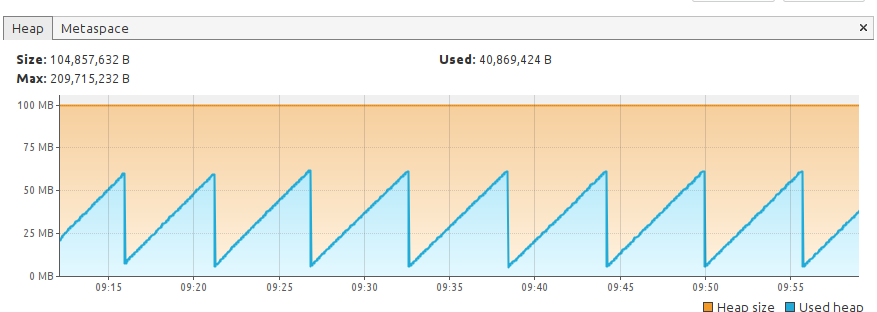 Heap Metaspace ×
Size: 104,857,632 B Used: 40,869,424 B
Max: 209,715,232 B
100 MB
75 MB
50 MB
25 MB
0 MB
09:15 09:20 09:25 09:30 09:35 09:40 09:45 09:50 09:55
Heap size Used heap